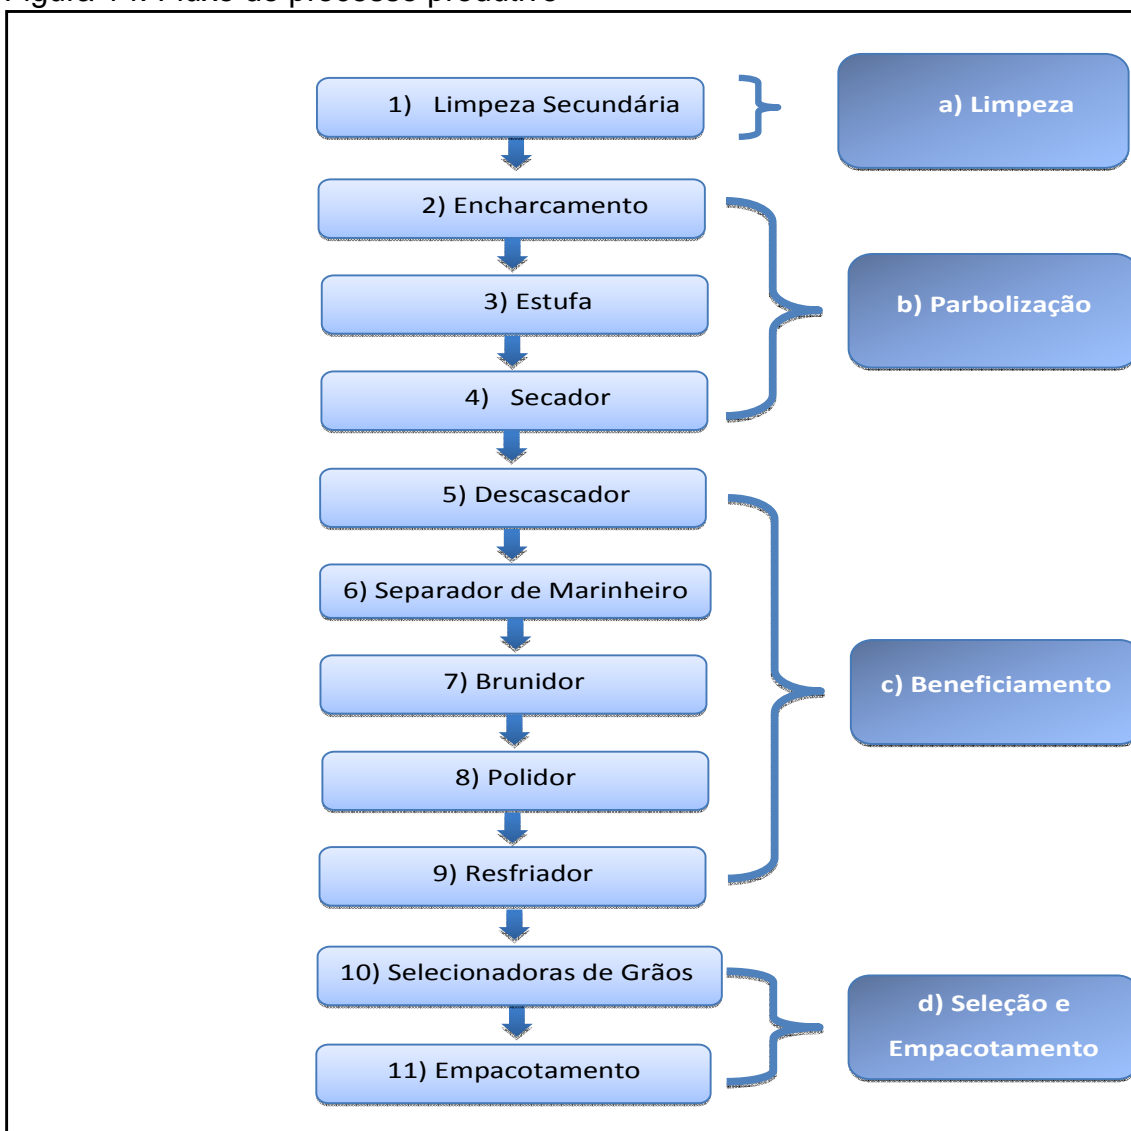 1) Limpeza Secundária
a) Limpeza
2) Encharcamento
3) Estufa
b) Parbolização
4) Secador
5) Descascador
6) Separador de Marinheiro
7) Brunidor
c) Beneficiamento
8) Polidor
9) Resfriador
10) Selecionadoras de Grãos
d) Seleção e
Empacotamento
11) Empacotamento